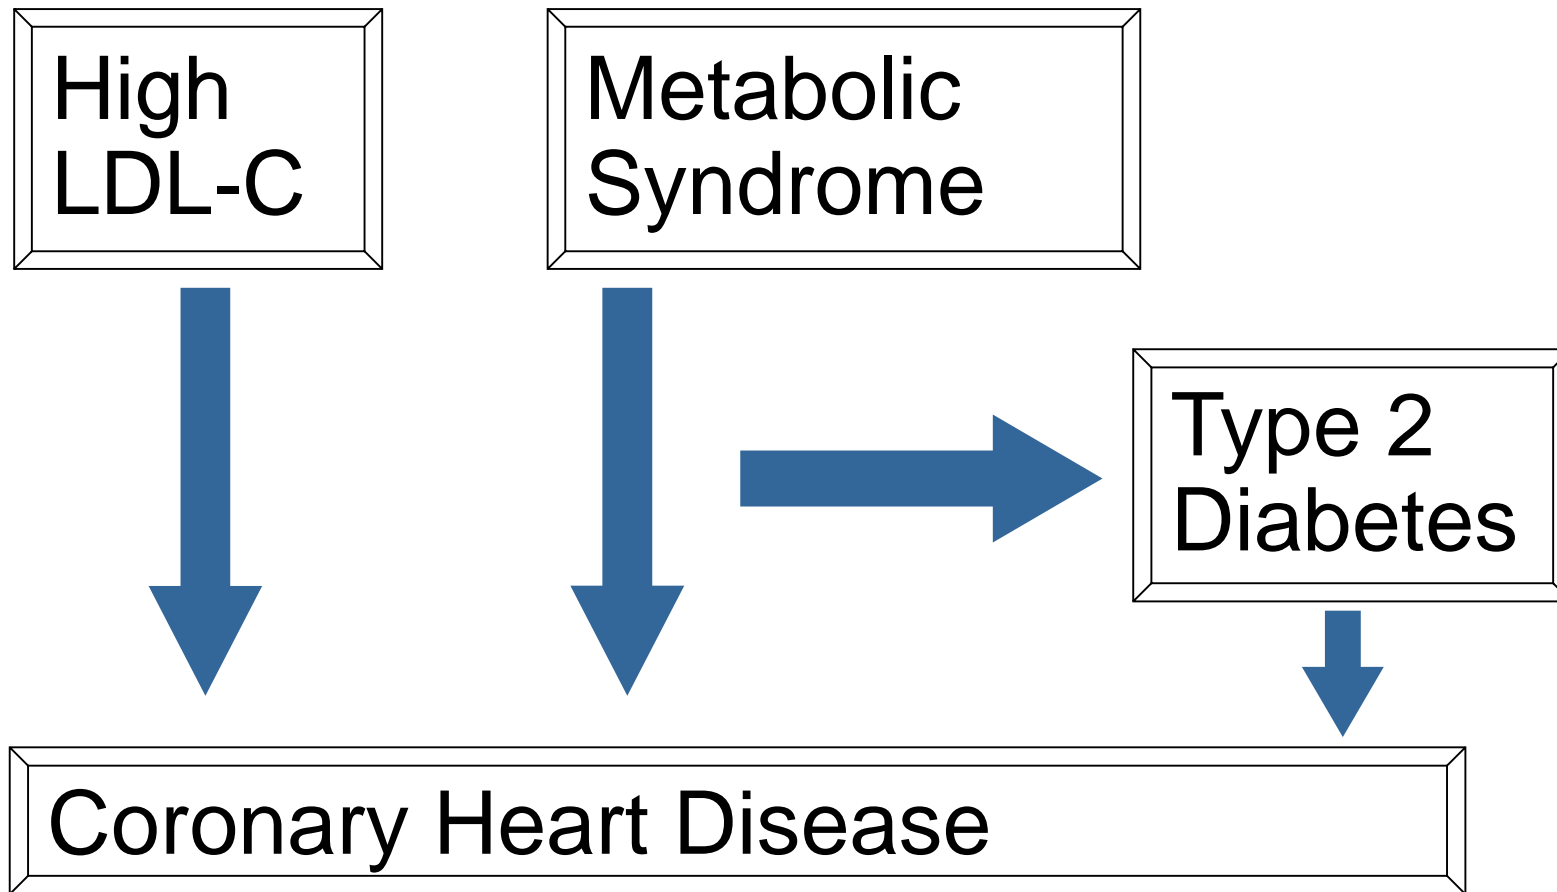 High
LDL-C
Metabolic
Syndrome
Type 2
Diabetes
Coronary Heart Disease